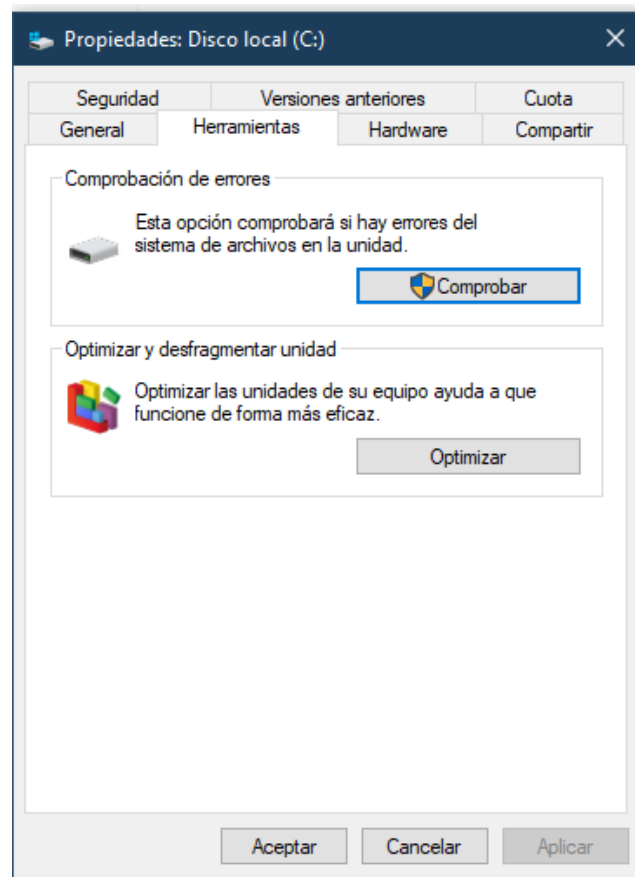 Propiedades: Disco local (C:)
Seguridad Versiones anteriores Cuota
General Herramientas Hardware Compartir
Comprobación de errores
Esta opción comprobará si hay errores del
sistema de archivos en la unidad.
Comprobar
Optimizar y desfragmentar unidad
Optimizar las unidades de su equipo ayuda a que
funcione de forma más eficaz.
Optimizar
Aceptar Cancelar Aplicar